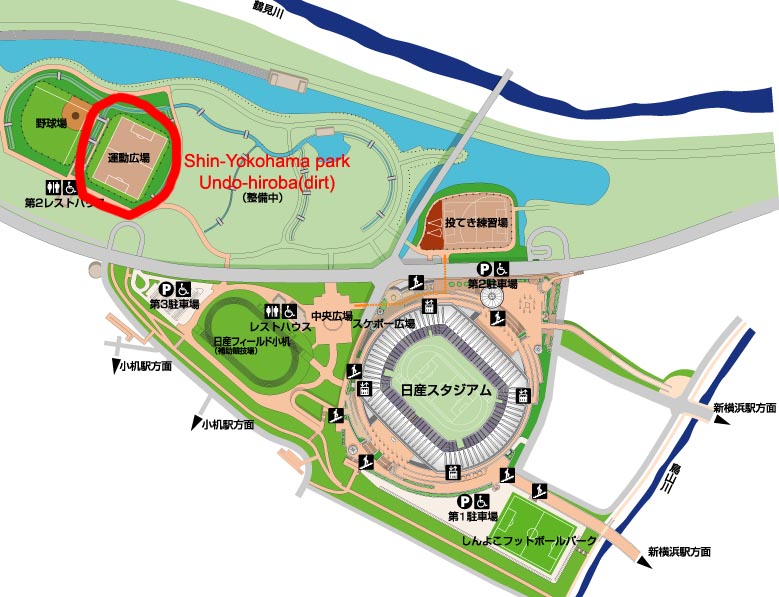 鶴見川
野球場
運動広場
Shin-Yokohama park
Undo-hiroba(dirt)
(整備中)
第2レストハウス
投てき練習場
P
第2駐車場
P
第3駐車場
レストハウス
日産フィールド小机
(補助競技場)
中央広場
スケボー広場
日産スタジアム
小机駅方面
小机駅方面
新横浜駅方面
鳥山川
P
第1駐車場
しんよこフットボールパーク
新横浜駅方面